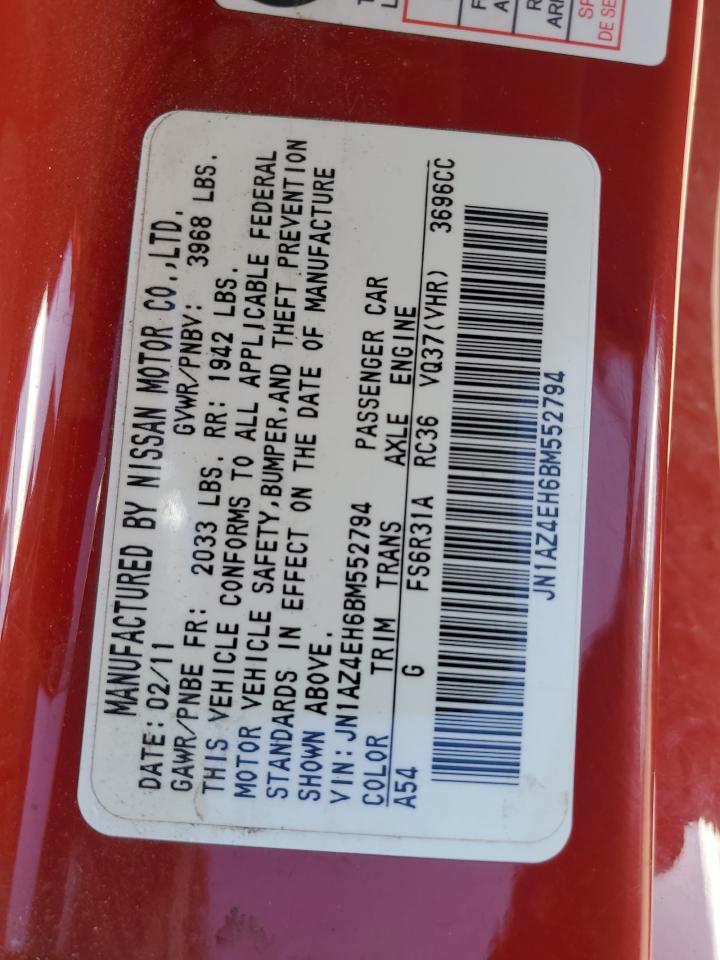 MANUFACTURED BY NISSAN MOTOR CO.,LTD.
DATE: 02/11 GVWR/PNBV: 3968 LBS.
GAWR/PNBE FR: 2033 LBS. RR: 1942 LBS.
THIS VEHICLE CONFORMS TO ALL APPLICABLE FEDERAL
MOTOR VEHICLE SAFETY,BUMPER,AND THEFT PREVENTION
STANDARDS IN EFFECT ON THE DATE OF MANUFACTURE
SHOWN ABOVE.
VIN: JN1AZ4EH6BM552794 PASSENGER CAR
COLOR TRIM TRANS AXLE ENGINE
A54 G FS6R31A RC36 VQ37(VHR) 3696CC
JN1AZ4EH6BM552794